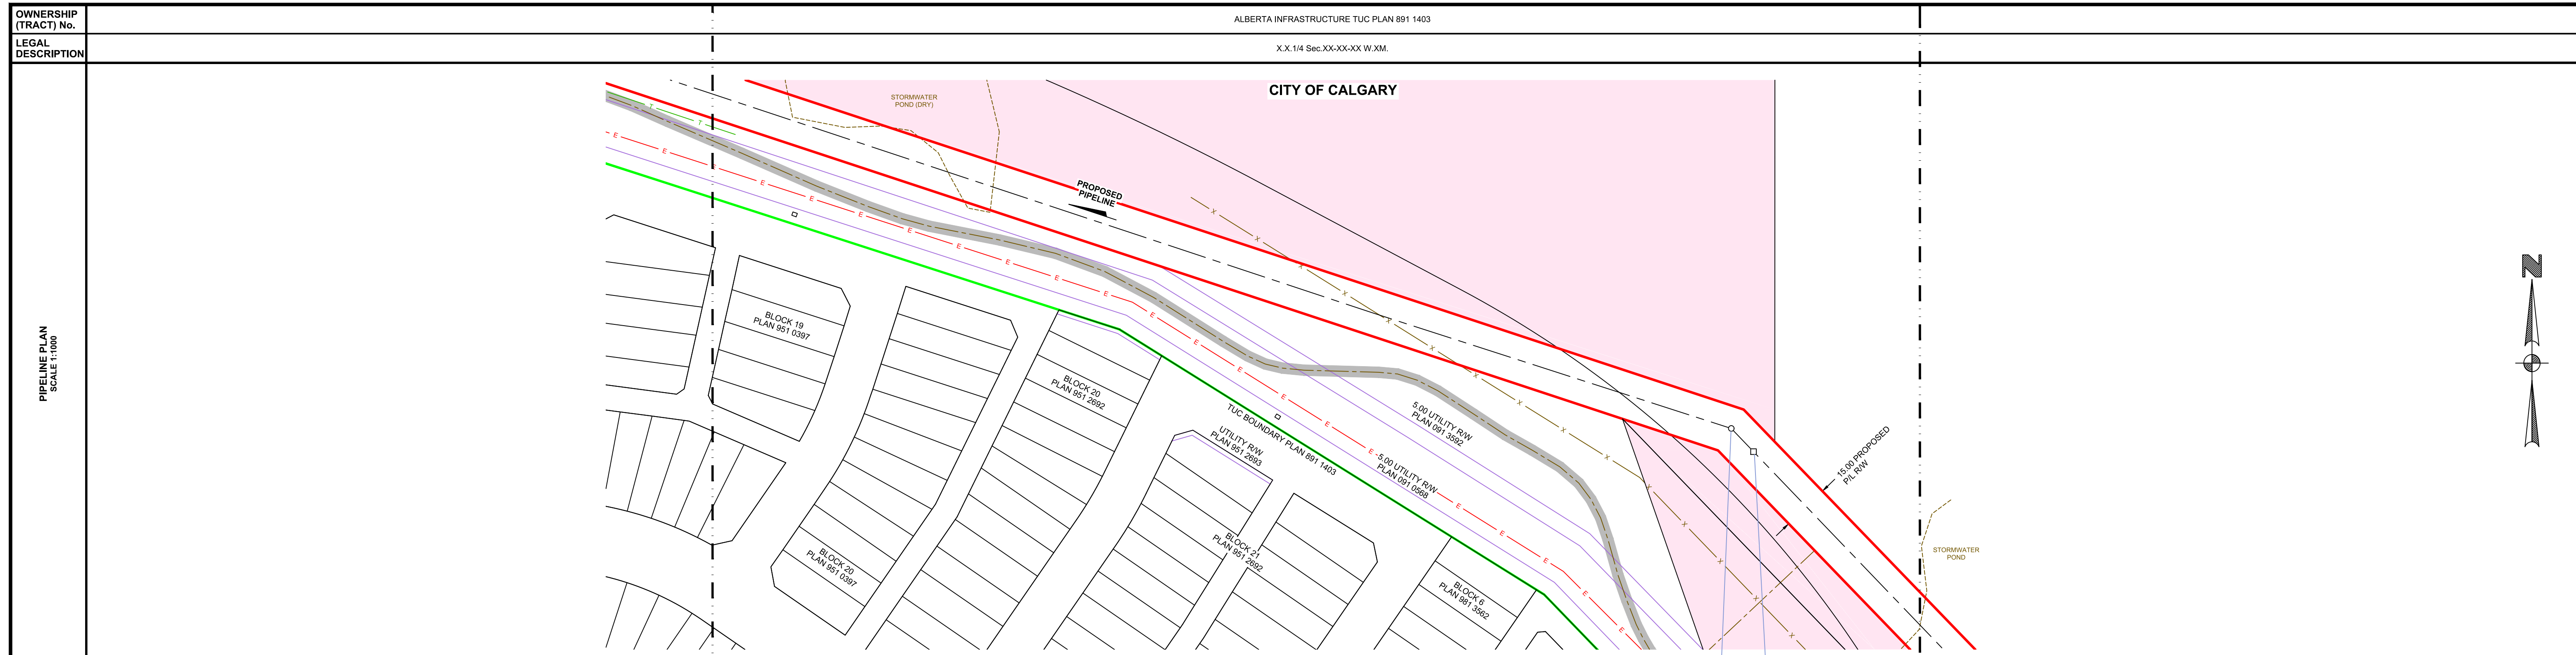 OWNERSHIP
(TRACT) No.
ALBERTA INFRASTRUCTURE TUC PLAN 891 1403
LEGAL
DESCRIPTION
X.X.1/4 Sec.XX-XX-XX W.XM.
PIPELINE PLAN
SCALE 1:1000
CITY OF CALGARY
STORMWATER
POND (DRY)
PROPOSED
PIPELINE
N
BLOCK 19
PLAN 951 0397
BLOCK 20
PLAN 951 2692
TUC BOUNDARY PLAN 891 1403
UTILITY R/W
PLAN 951 2693
5.00 UTILITY R/W
PLAN 091 3592
5.00 UTILITY R/W
PLAN 091 0568
15.00 PROPOSED
P/L R/W
BLOCK 20
PLAN 951 0397
BLOCK 21
PLAN 951 2692
BLOCK 6
PLAN 981 3562
STORMWATER
POND